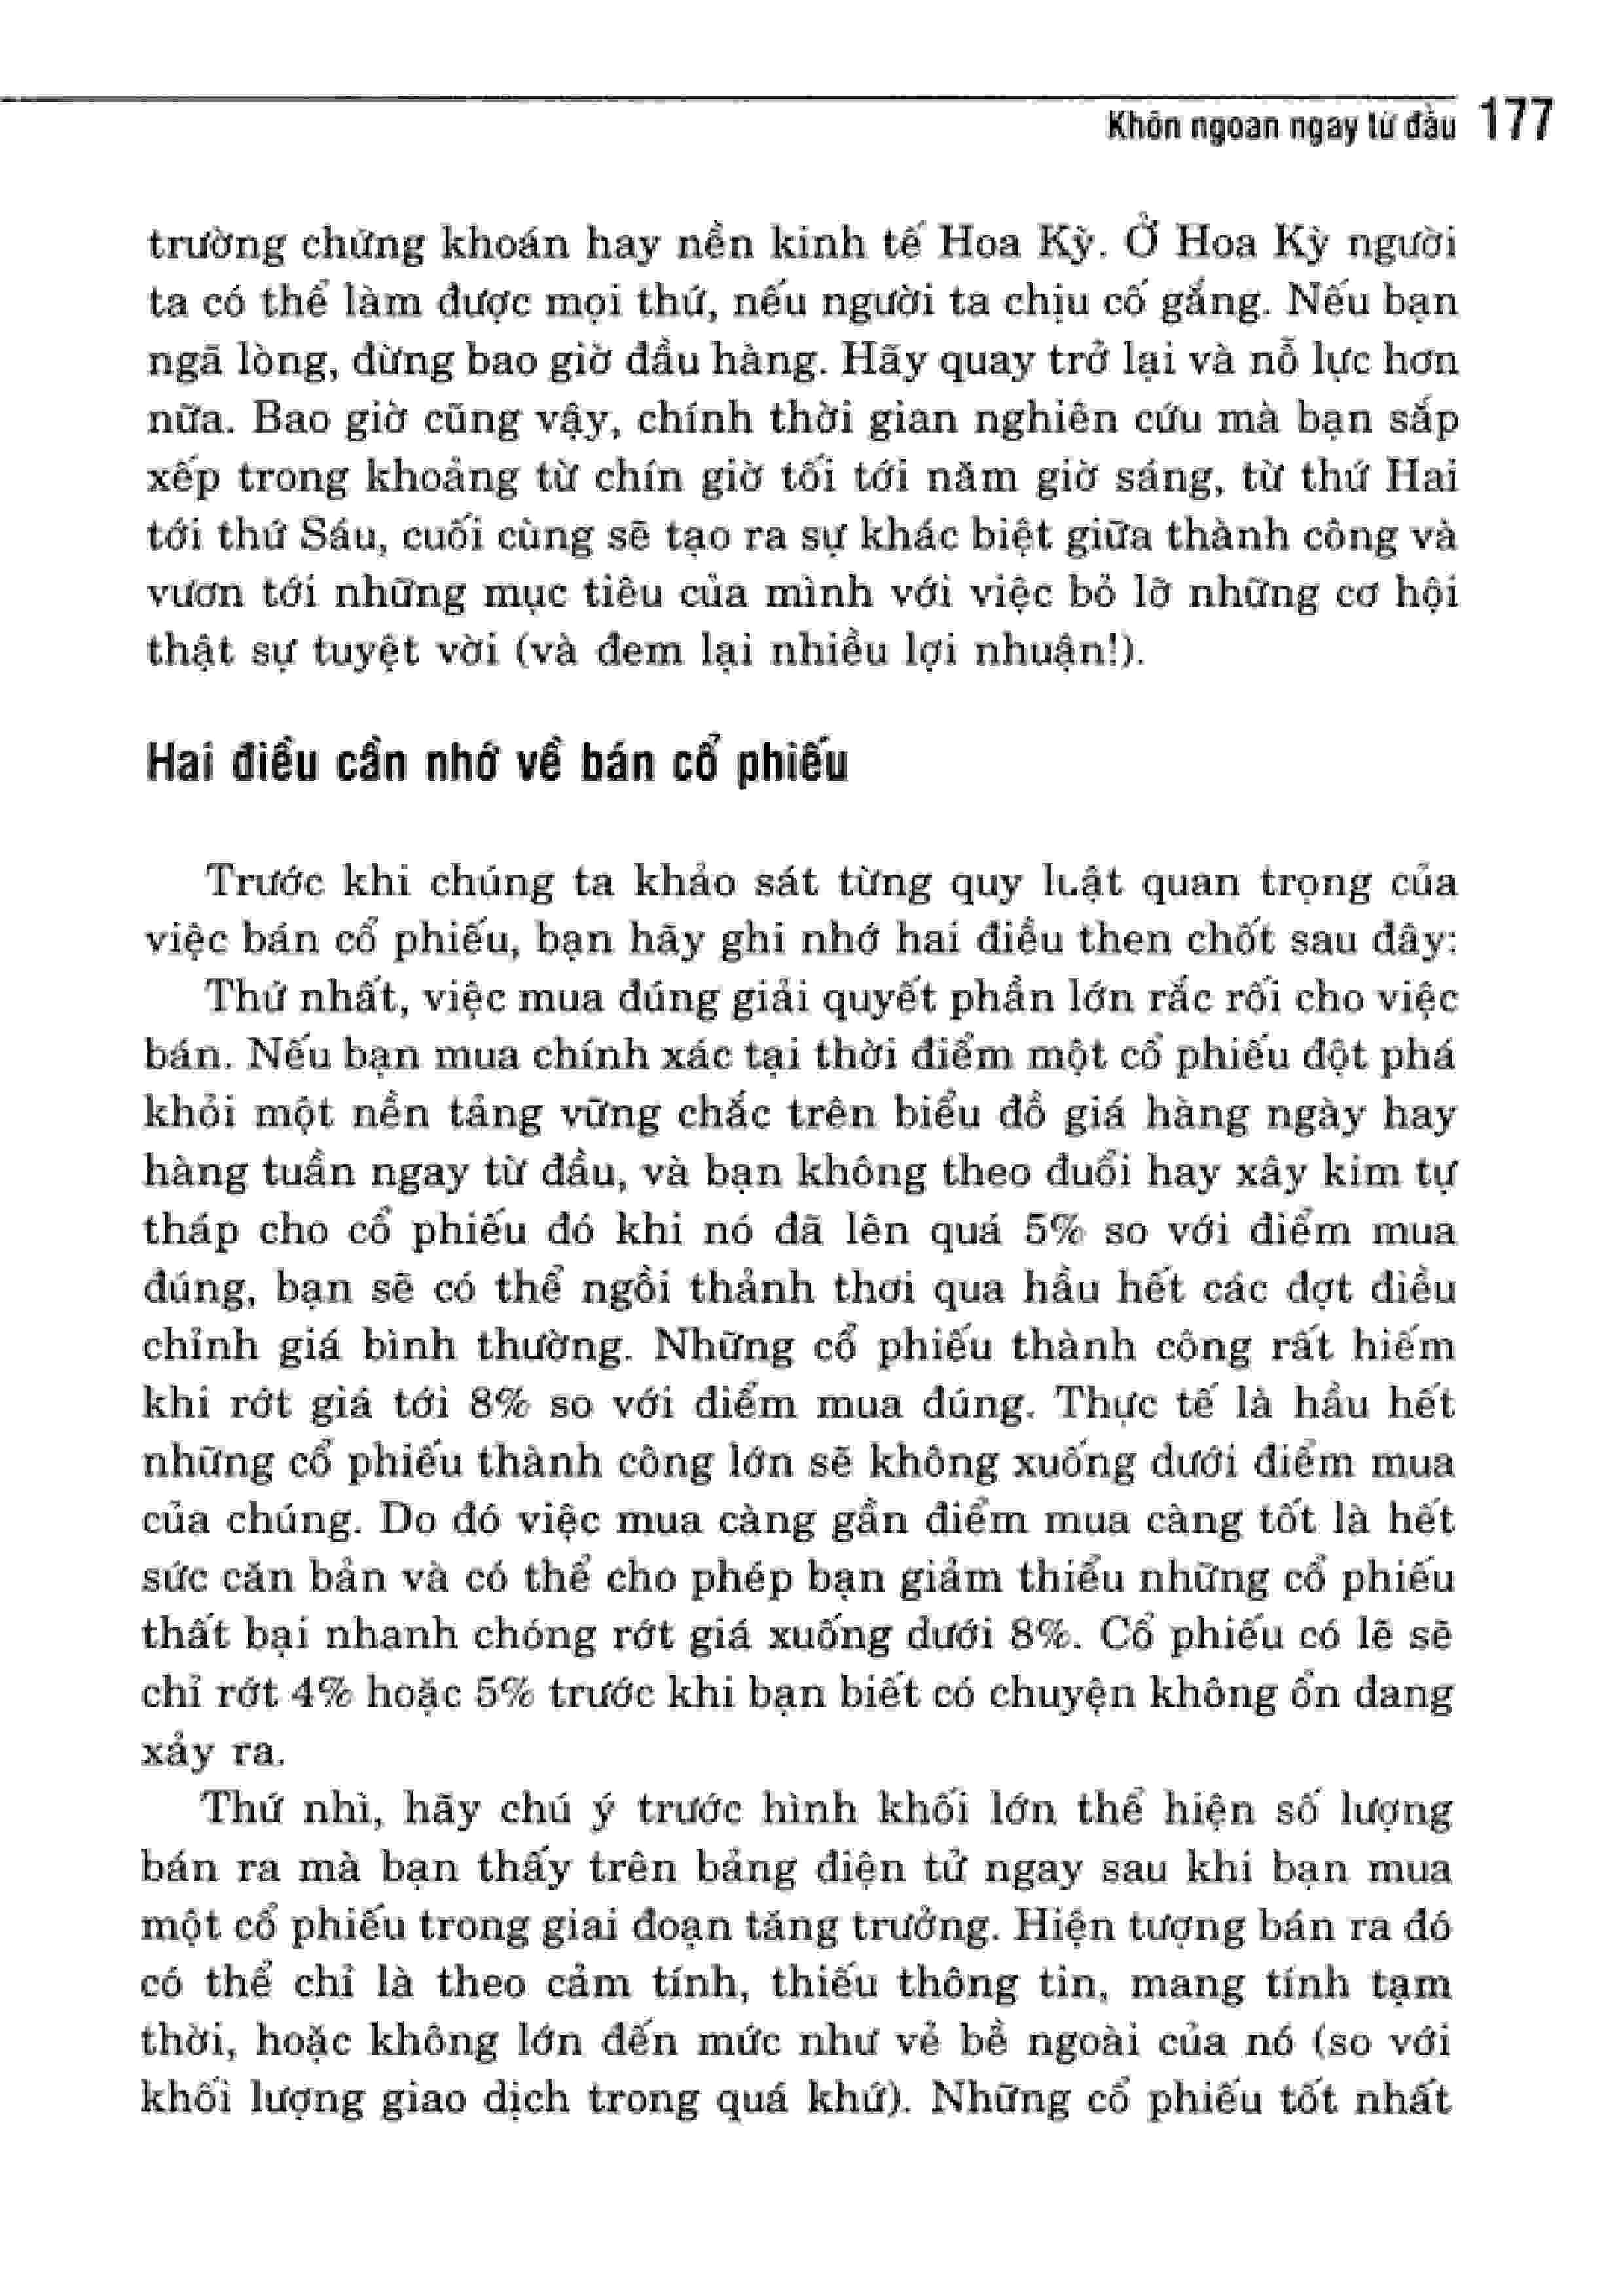 Khôn ngoan ngay từ đầu 177
trường chứng khoán hay nền kinh tế Hoa Kỳ. Ở Hoa Kỳ người
ta có thể làm được mọi thứ, nếu người ta chịu cố gắng. Nếu bạn
ngã lòng, đừng bao giờ đầu hàng. Hãy quay trở lại và nỗ lực hơn
nữa. Bao giờ cũng vậy, chính thời gian nghiên cứu mà bạn sắp
xếp trong khoảng từ chín giờ tối tới năm giờ sáng, từ thứ Hai
tới thứ Sáu, cuối cùng sẽ tạo ra sự khác biệt giữa thành công và
vươn tới những mục tiêu của mình với việc bỏ lỡ những cơ hội
thật sự tuyệt vời (và đem lại nhiều lợi nhuận!).
Hai điều cần nhớ về bán cổ phiếu
Trước khi chúng ta khảo sát từng quy luật quan trọng của
việc bán cổ phiếu, bạn hãy ghi nhớ hai điều then chốt sau đây:
Thứ nhất, việc mua đúng giải quyết phần lớn rắc rối cho việc
bán. Nếu bạn mua chính xác tại thời điểm một cổ phiếu đột phá
khỏi một nền tảng vững chắc trên biểu đồ giá hàng ngày hay
hàng tuần ngay từ đầu, và bạn không theo đuổi hay xây kim tự
tháp cho cổ phiếu đó khi nó đã lên quá 5% so với điểm mua
đúng, bạn sẽ có thể ngồi thảnh thơi qua hầu hết các đợt điều
chỉnh giá bình thường. Những cổ phiếu thành công rất hiếm
khi rớt giá tới 8% so với điểm mua đúng. Thực tế là hầu hết
những cổ phiếu thành công lớn sẽ không xuống dưới điểm mua
của chúng. Do đó việc mua càng gần điểm mua càng tốt là hết
sức căn bản và có thể cho phép bạn giảm thiểu những cổ phiếu
thất bại nhanh chóng rớt giá xuống dưới 8%. Cổ phiếu có lẽ sẽ
chỉ rớt 4% hoặc 5% trước khi bạn biết có chuyện không ổn đang
xảy ra.
Thứ nhì, hãy chú ý trước hình khối lớn thể hiện số lượng
bán ra mà bạn thấy trên bảng điện tử ngay sau khi bạn mua
một cổ phiếu trong giai đoạn tăng trưởng. Hiện tượng bán ra đó
có thể chỉ là theo cảm tính, thiếu thông tin, mang tính tạm
thời, hoặc không lớn đến mức như vẻ bề ngoài của nó (so với
khối lượng giao dịch trong quá khứ). Những cổ phiếu tốt nhất